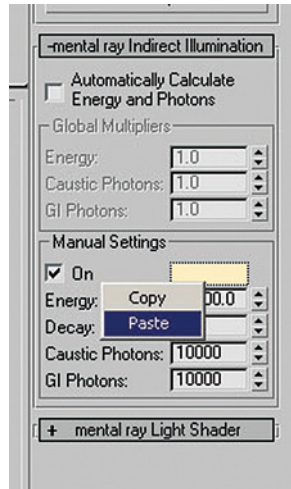 -mental ray Indirect Illumination
Automatically Calculate
Energy and Photons
Global Multipliers
Energy: 1.0
Caustic Photons: 1.0
GI Photons: 1.0
Manual Settings
On
Energy: 00.0
Copy
Decay:
Paste
Caustic Photons: 10000
GI Photons: 10000
+ mental ray Light Shader